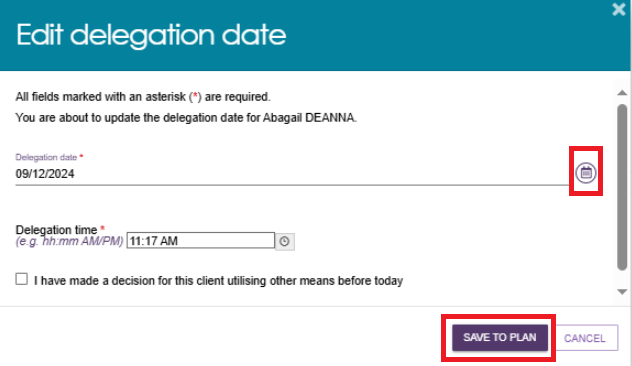 Edit delegation date
All fields marked with an asterisk (*) are required.
You are about to update the delegation date for Abagail DEANNA.
Delegation date *
09/12/2024
Delegation time *
(e.g. hh:mm AM/PM) 11:17 AM
I have made a decision for this client utilising other means before today
SAVE TO PLAN CANCEL